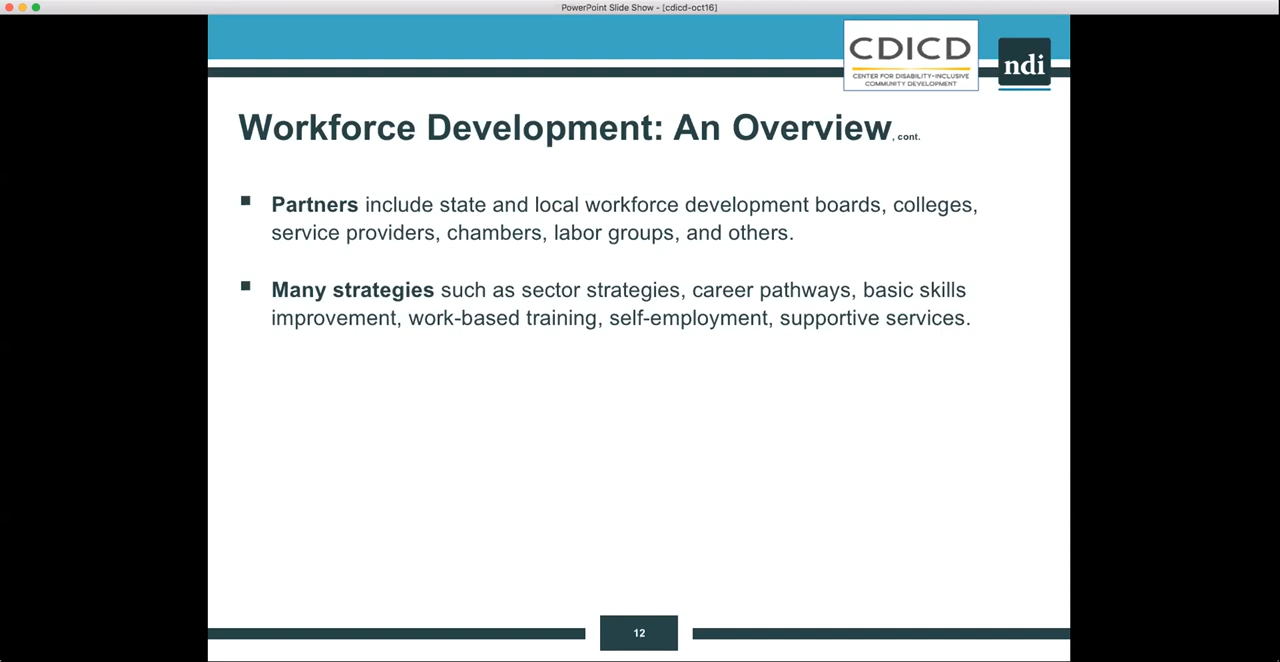 PowerPoint Slide Show - [cdicd-oct16]
CDICD
CENTER FOR DISABILITY-INCLUSIVE
COMMUNITY DEVELOPMENT
ndi
Workforce Development: An Overview, cont.
▪ Partners include state and local workforce development boards, colleges,
service providers, chambers, labor groups, and others.
▪ Many strategies such as sector strategies, career pathways, basic skills
improvement, work-based training, self-employment, supportive services.
12